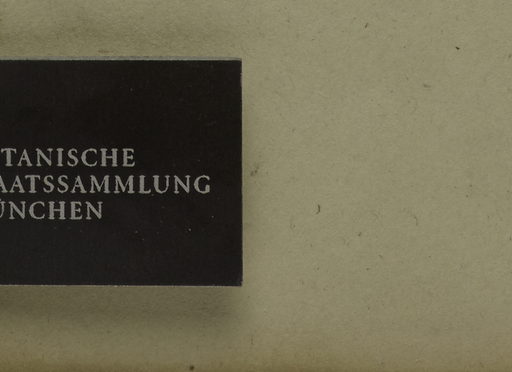 TANISCHE
AATSSAMMLUNG
ÜNCHEN